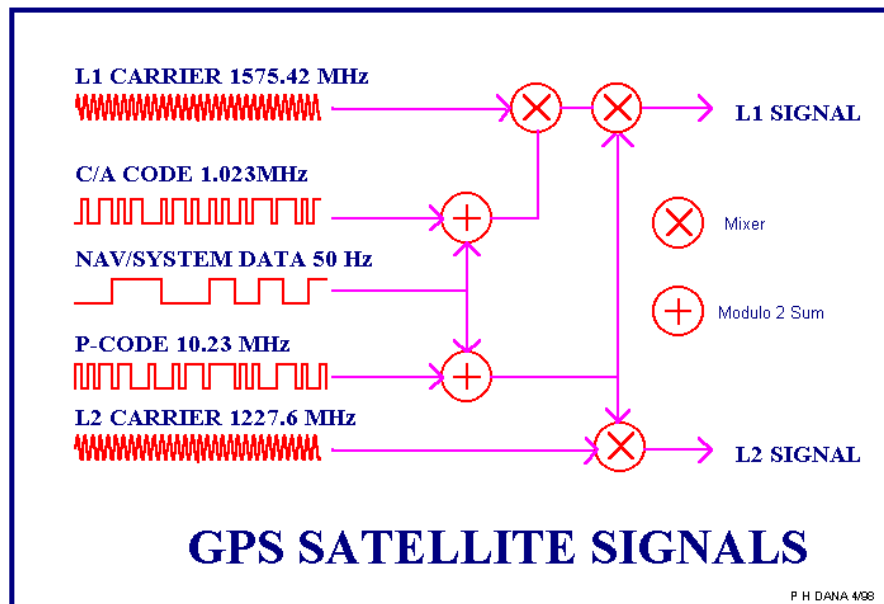 L1 CARRIER 1575.42 MHz
L1 SIGNAL
C/A CODE 1.023MHz
Mixer
NAV/SYSTEM DATA 50 Hz
Modulo 2 Sum
P-CODE 10.23 MHz
L2 CARRIER 1227.6 MHz
L2 SIGNAL
GPS SATELLITE SIGNALS
P H DANA 4/98